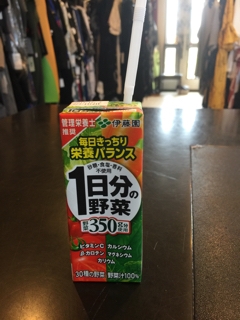 管理栄養士
推奨
伊藤園
毎日きっちり
栄養バランス
砂糖・食塩・香料
不使用
1日分の
野菜
350
ビタミンC カルシウム
βカロテン マグネシウム
カリウム
30種の野菜 野菜汁100%